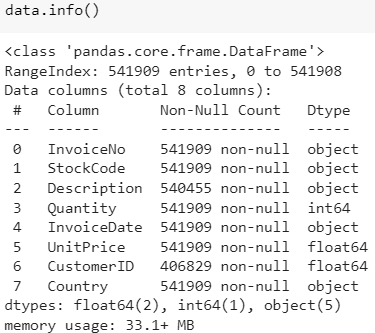 data.info()
<class 'pandas.core.frame.DataFrame'>
RangeIndex: 541909 entries, 0 to 541908
Data columns (total 8 columns):
 #   Column       Non-Null Count   Dtype
---  ------       --------------   -----
 0   InvoiceNo    541909 non-null  object
 1   StockCode    541909 non-null  object
 2   Description  540455 non-null  object
 3   Quantity     541909 non-null  int64
 4   InvoiceDate  541909 non-null  object
 5   UnitPrice    541909 non-null  float64
 6   CustomerID   406829 non-null  float64
 7   Country      541909 non-null  object
dtypes: float64(2), int64(1), object(5)
memory usage: 33.1+ MB